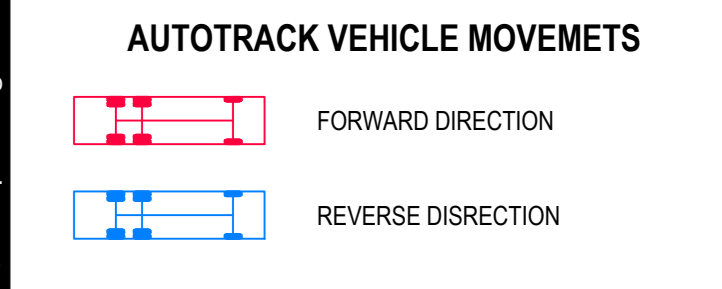 AUTOTRACK VEHICLE MOVEMETS
FORWARD DIRECTION
REVERSE DISRECTION